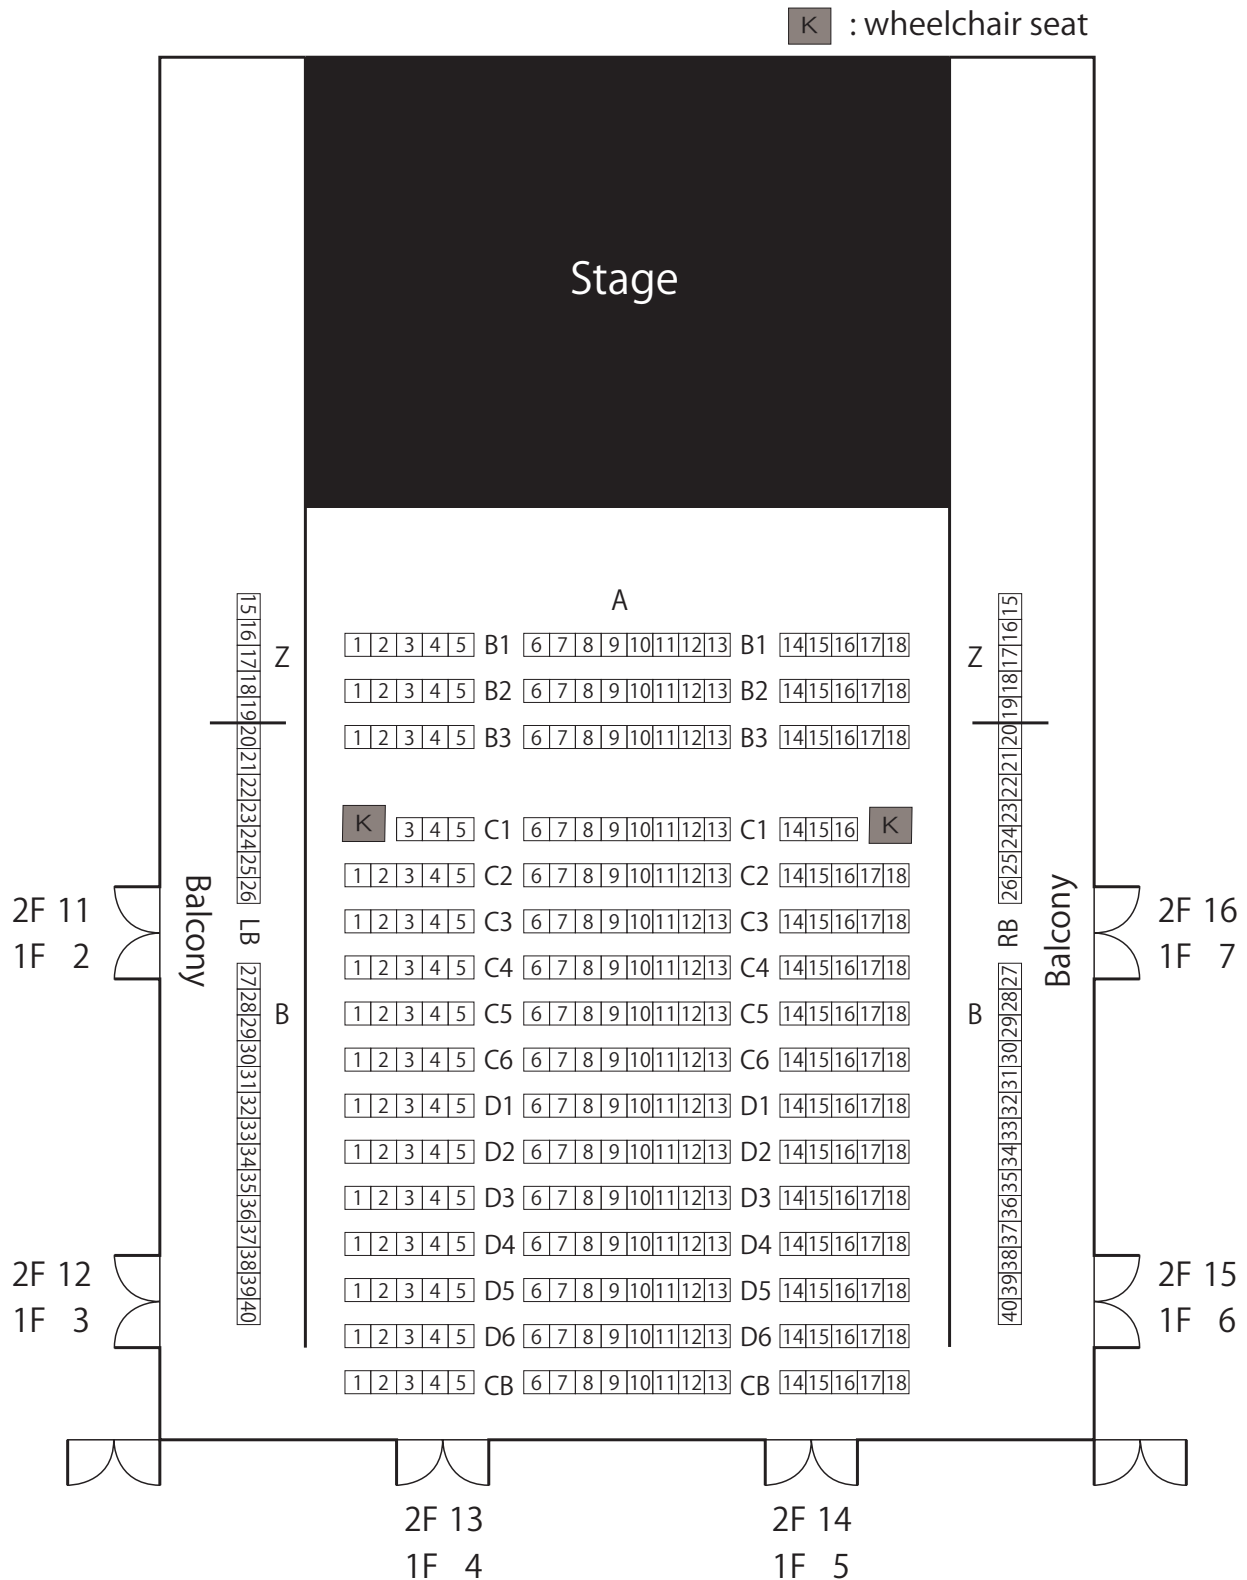 K : wheelchair seat
Stage
A
1 2 3 4 5 B1 6 7 8 9 10 11 12 13 B1 14 15 16 17 18
1 2 3 4 5 B2 6 7 8 9 10 11 12 13 B2 14 15 16 17 18
1 2 3 4 5 B3 6 7 8 9 10 11 12 13 B3 14 15 16 17 18
K 3 4 5 C1 6 7 8 9 10 11 12 13 C1 14 15 16 K
1 2 3 4 5 C2 6 7 8 9 10 11 12 13 C2 14 15 16 17 18
1 2 3 4 5 C3 6 7 8 9 10 11 12 13 C3 14 15 16 17 18
1 2 3 4 5 C4 6 7 8 9 10 11 12 13 C4 14 15 16 17 18
1 2 3 4 5 C5 6 7 8 9 10 11 12 13 C5 14 15 16 17 18
1 2 3 4 5 C6 6 7 8 9 10 11 12 13 C6 14 15 16 17 18
1 2 3 4 5 D1 6 7 8 9 10 11 12 13 D1 14 15 16 17 18
1 2 3 4 5 D2 6 7 8 9 10 11 12 13 D2 14 15 16 17 18
1 2 3 4 5 D3 6 7 8 9 10 11 12 13 D3 14 15 16 17 18
1 2 3 4 5 D4 6 7 8 9 10 11 12 13 D4 14 15 16 17 18
1 2 3 4 5 D5 6 7 8 9 10 11 12 13 D5 14 15 16 17 18
1 2 3 4 5 D6 6 7 8 9 10 11 12 13 D6 14 15 16 17 18
1 2 3 4 5 CB 6 7 8 9 10 11 12 13 CB 14 15 16 17 18
15 16 17 18 19 20 21 22 23 24 25 26 LB 27 28 29 30 31 32 33 34 35 36 37 38 39 40
Z
B
Balcony
40 39 38 37 36 35 34 33 32 31 30 29 28 27 RB 26 25 24 23 22 21 20 19 18 17 16 15
Z
B
Balcony
2F 11
1F 2
2F 12
1F 3
2F 16
1F 7
2F 15
1F 6
2F 13
1F 4
2F 14
1F 5